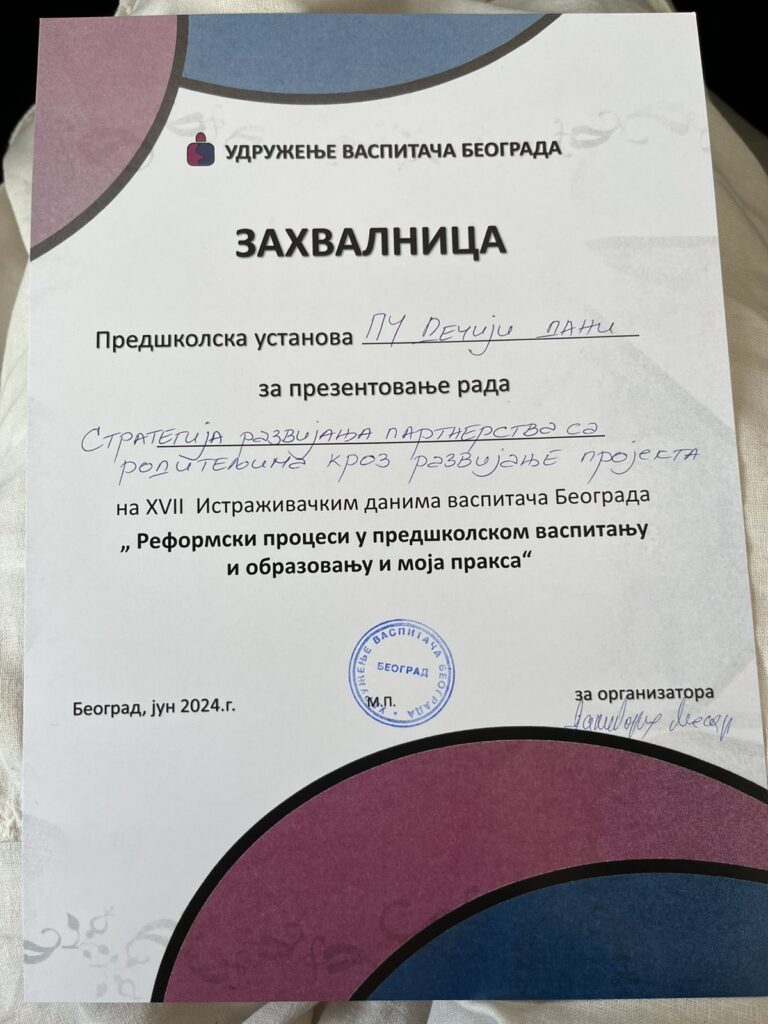 УДРУЖЕЊЕ ВАСПИТАЧА БЕОГРАДА
ЗАХВАЛНИЦА
Предшколска установа ПУ Дечији дани
за презентовање рада
Стратегија развијања партнерства са
родитељима кроз развијање пројекта
на XVII Истраживачким данима васпитача Београда
„ Реформски процеси у предшколском васпитању
и образовању и моја пракса“
УДРУЖЕЊЕ ВАСПИТАЧА БЕОГРАДА
БЕОГРАД
М.П.
Београд, јун 2024.г.
за организатора